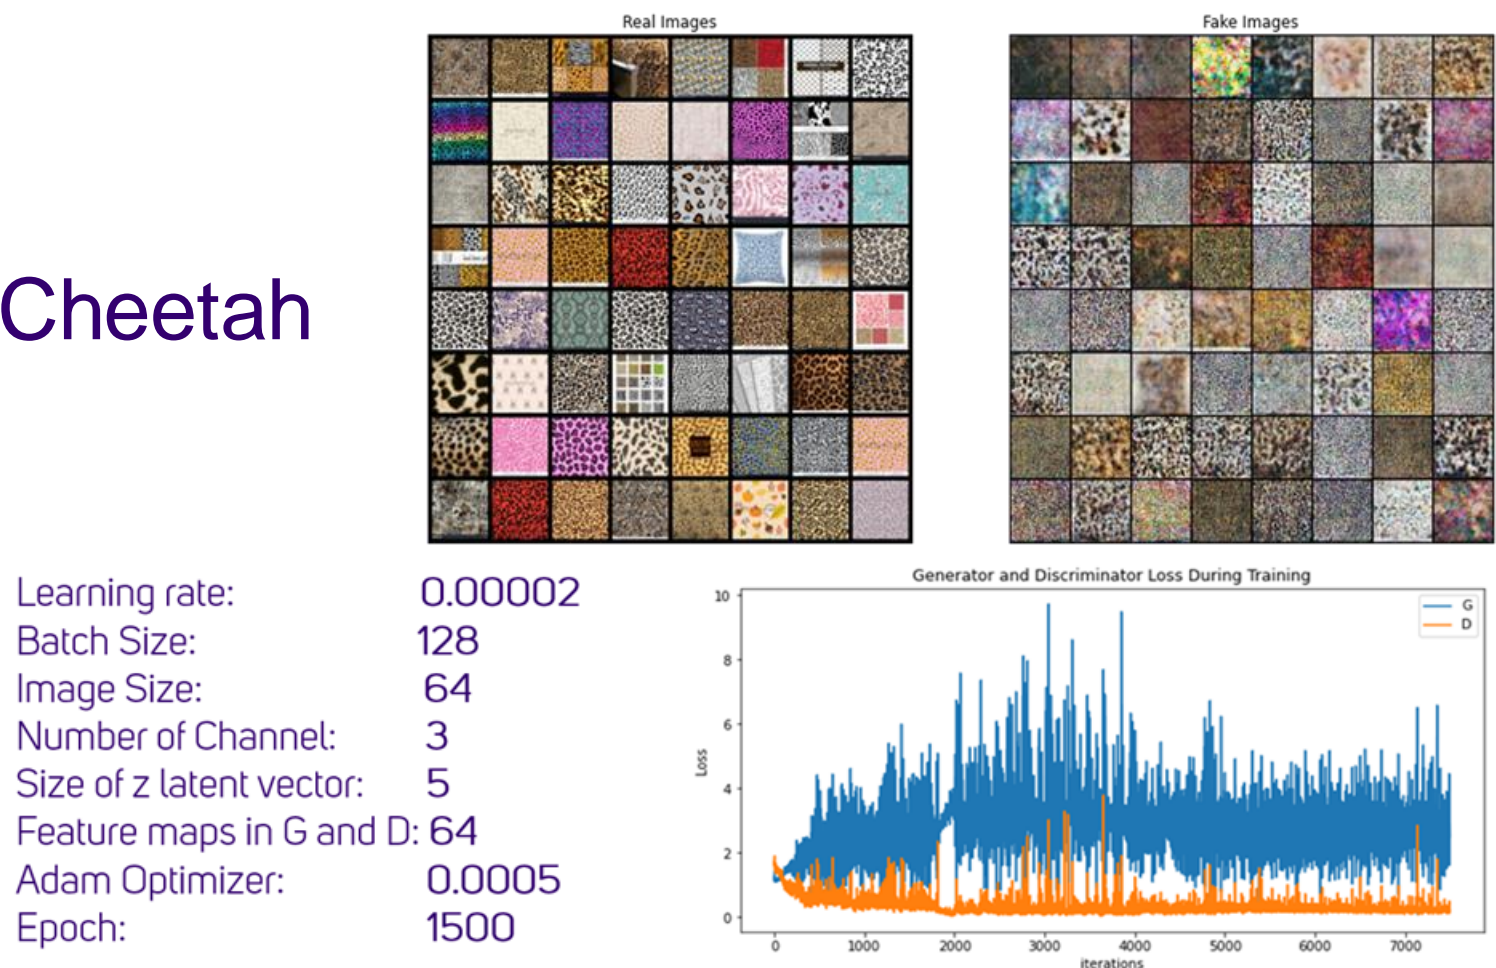 Real Images
Fake Images
Cheetah
Learning rate: 0.00002
Batch Size: 128
Image Size: 64
Number of Channel: 3
Size of z latent vector: 5
Feature maps in G and D: 64
Adam Optimizer: 0.0005
Epoch: 1500
Generator and Discriminator Loss During Training
G
D
10
8
6
4
2
0
Loss
0 1000 2000 3000 4000 5000 6000 7000
iterations